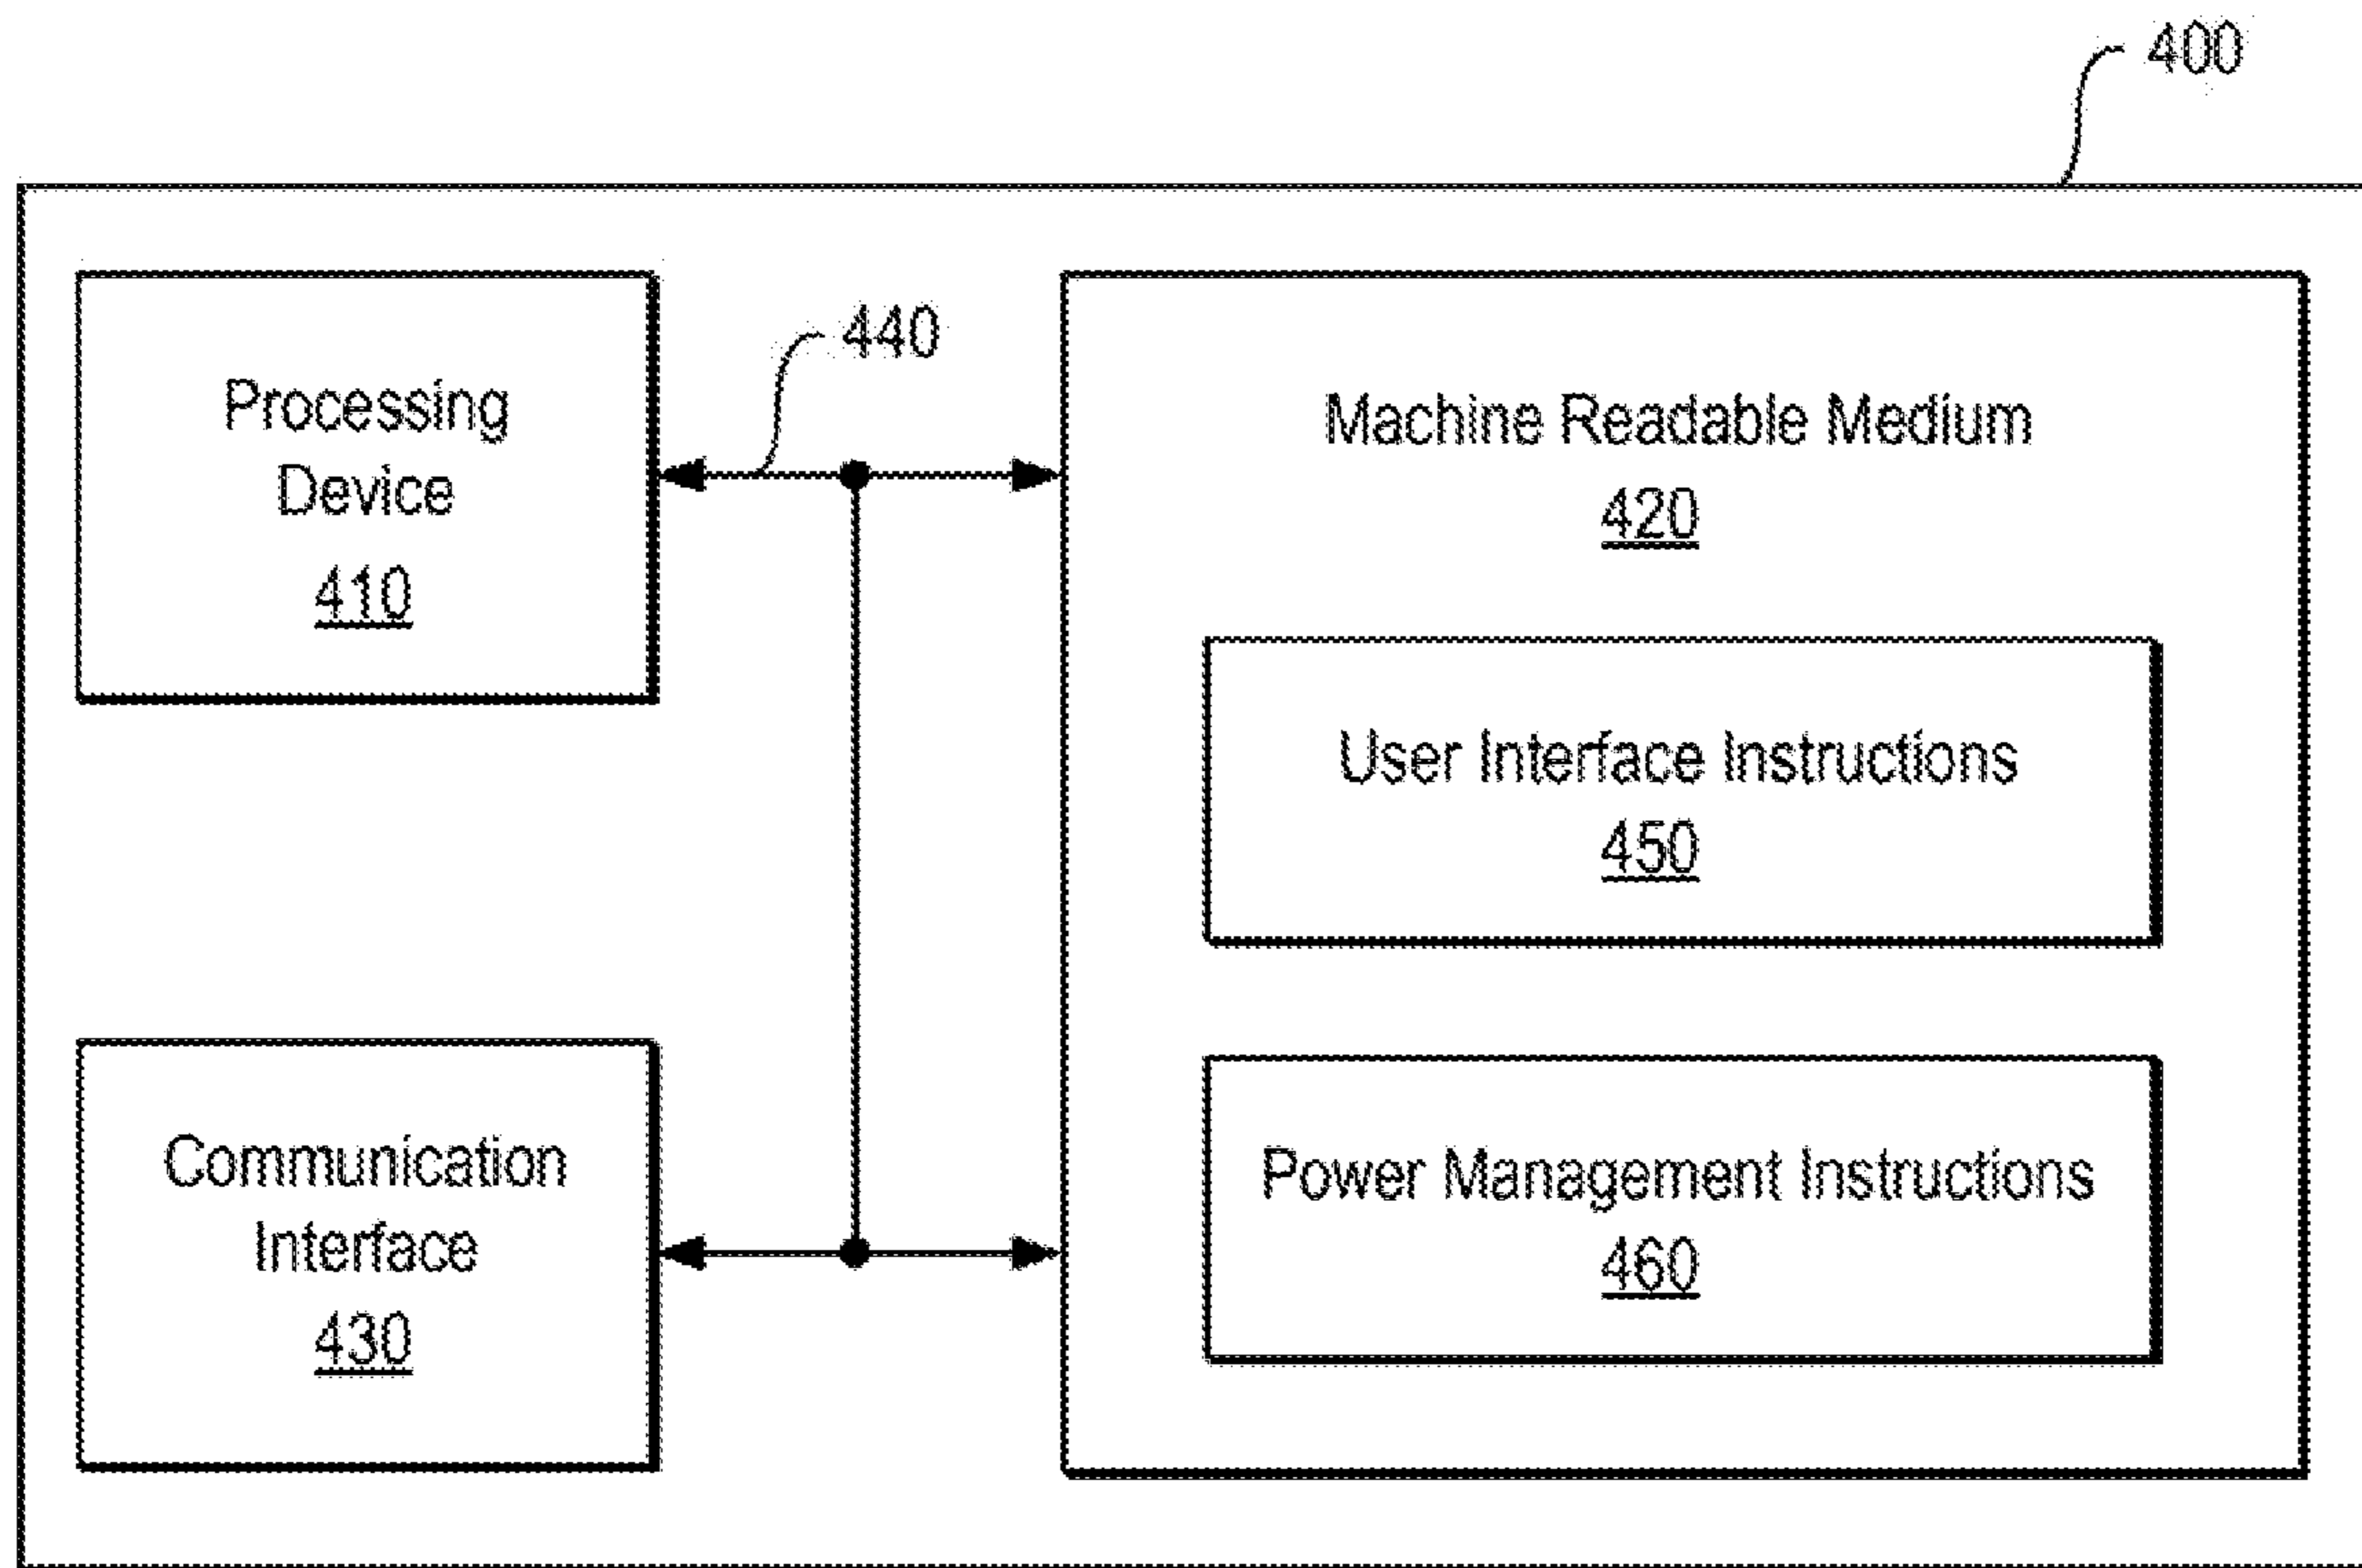 400
440
Processing
Device
410
Machine Readable Medium
420
User Interface Instructions
450
Communication
Interface
430
Power Management Instructions
460